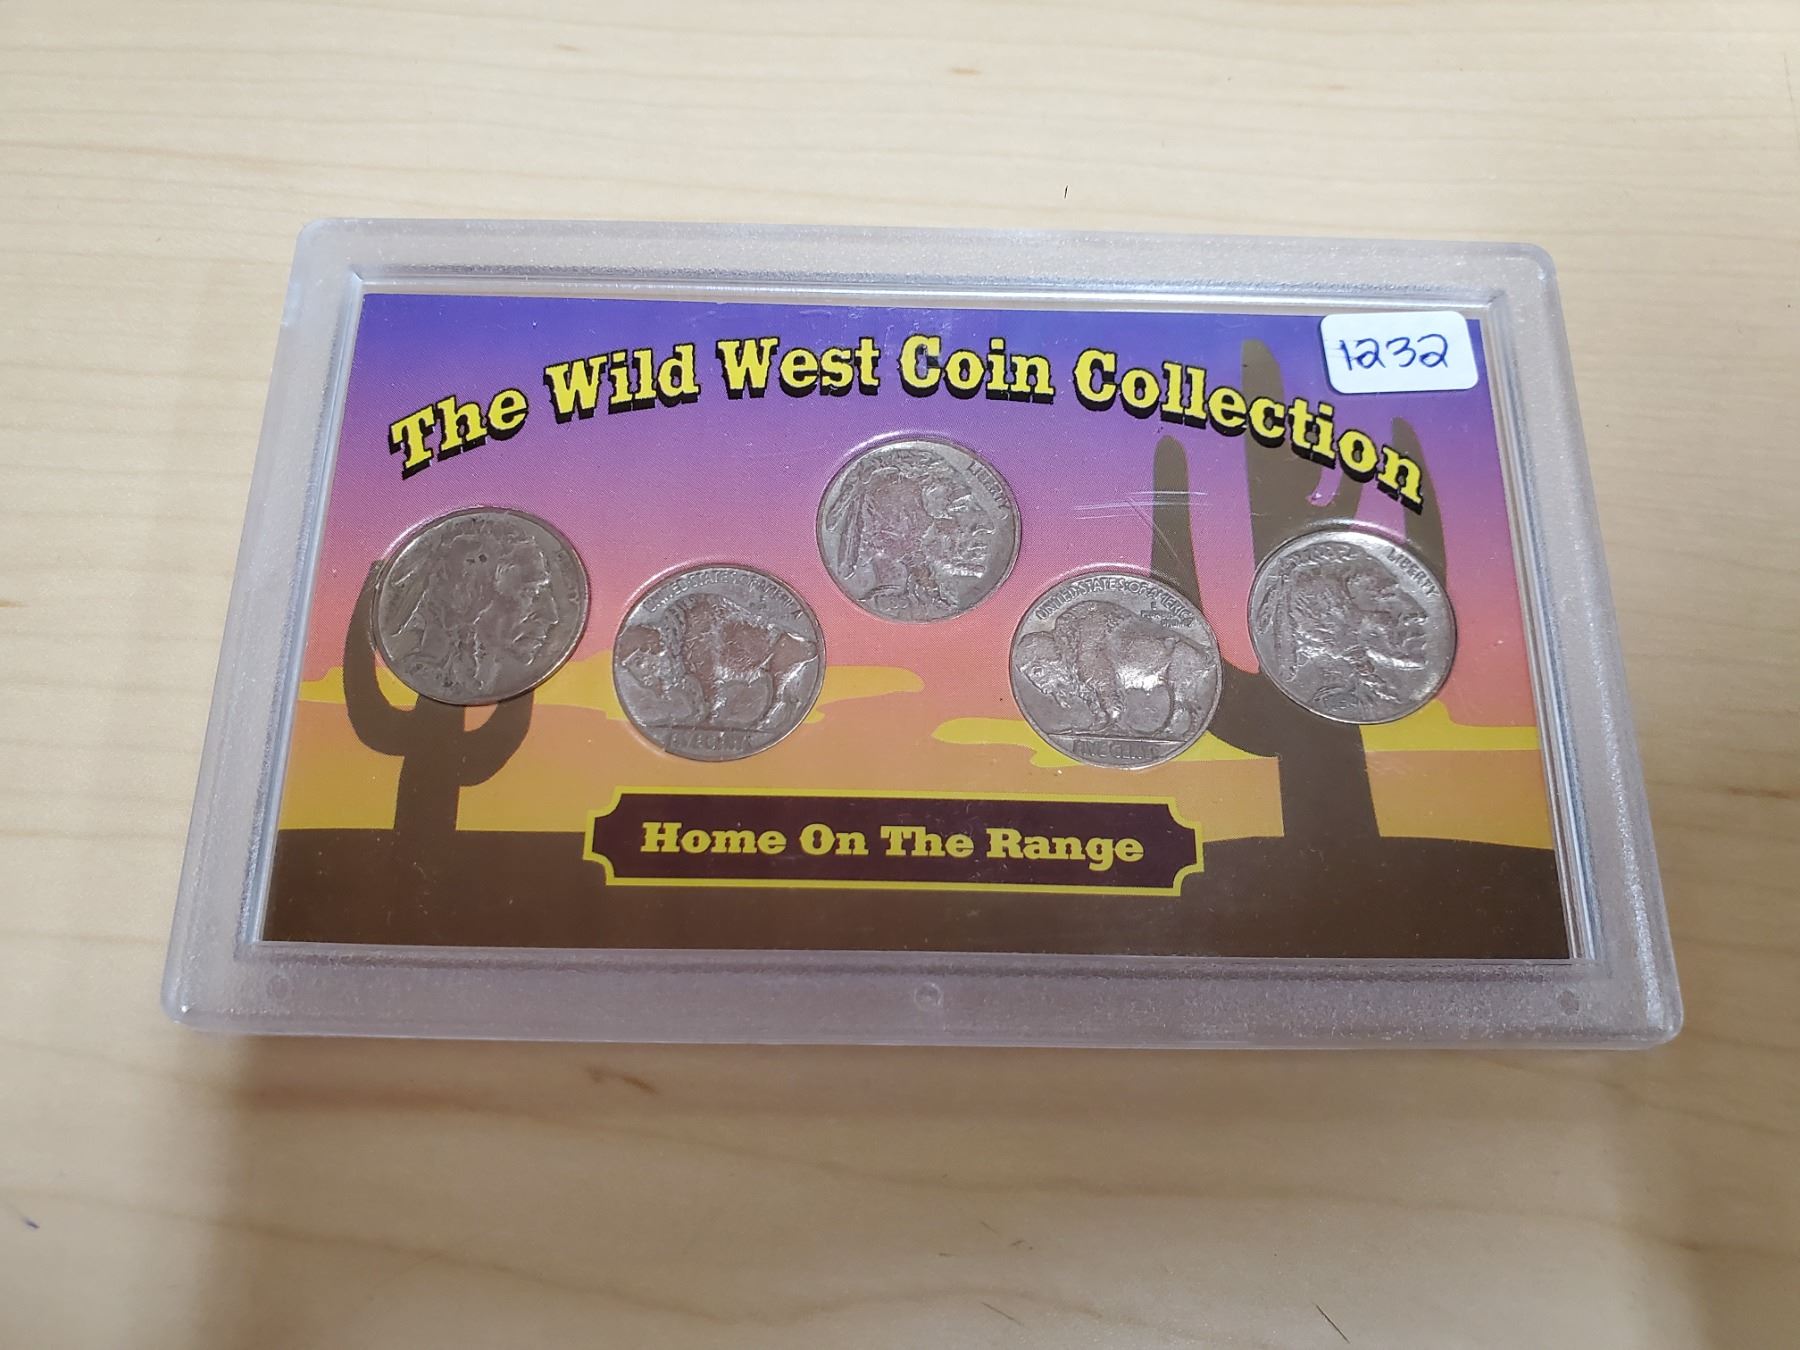 1232
The Wild West Coin Collection
LIBERTY
LIBERTY
UNITED STATES OF AMERICA
FIVE CENTS
UNITED STATES OF AMERICA
FIVE CENTS
Home On The Range